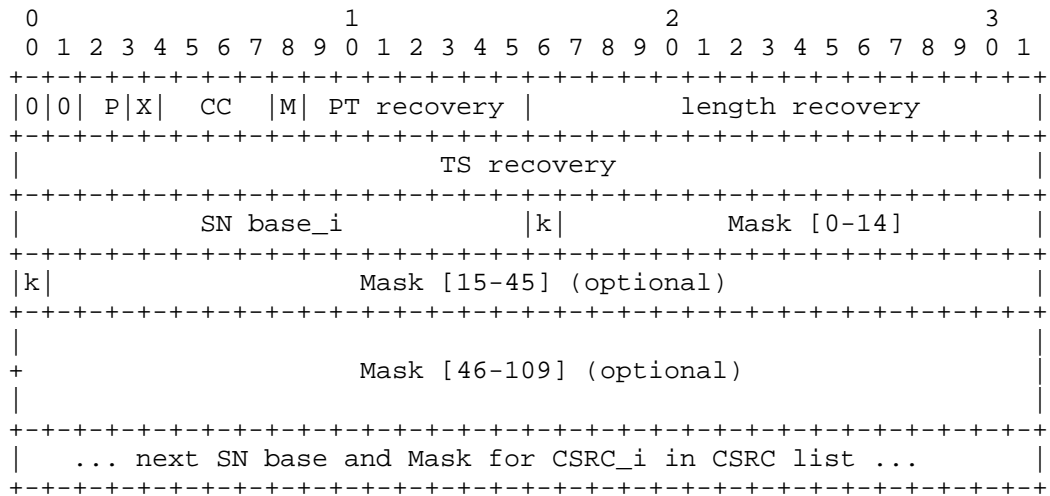 0                   1                   2                   3
 0 1 2 3 4 5 6 7 8 9 0 1 2 3 4 5 6 7 8 9 0 1 2 3 4 5 6 7 8 9 0 1
+-+-+-+-+-+-+-+-+-+-+-+-+-+-+-+-+-+-+-+-+-+-+-+-+-+-+-+-+-+-+-+-+
|0|0| P|X|  CC   |M| PT recovery |         length recovery       |
+-+-+-+-+-+-+-+-+-+-+-+-+-+-+-+-+-+-+-+-+-+-+-+-+-+-+-+-+-+-+-+-+
|                          TS recovery                          |
+-+-+-+-+-+-+-+-+-+-+-+-+-+-+-+-+-+-+-+-+-+-+-+-+-+-+-+-+-+-+-+-+
|           SN base_i           |k|          Mask [0-14]        |
+-+-+-+-+-+-+-+-+-+-+-+-+-+-+-+-+-+-+-+-+-+-+-+-+-+-+-+-+-+-+-+-+
|k|                   Mask [15-45] (optional)                   |
+-+-+-+-+-+-+-+-+-+-+-+-+-+-+-+-+-+-+-+-+-+-+-+-+-+-+-+-+-+-+-+-+
|                                                               |
+                     Mask [46-109] (optional)                  |
|                                                               |
+-+-+-+-+-+-+-+-+-+-+-+-+-+-+-+-+-+-+-+-+-+-+-+-+-+-+-+-+-+-+-+-+
|   ... next SN base and Mask for CSRC_i in CSRC list ...       |
+-+-+-+-+-+-+-+-+-+-+-+-+-+-+-+-+-+-+-+-+-+-+-+-+-+-+-+-+-+-+-+-+